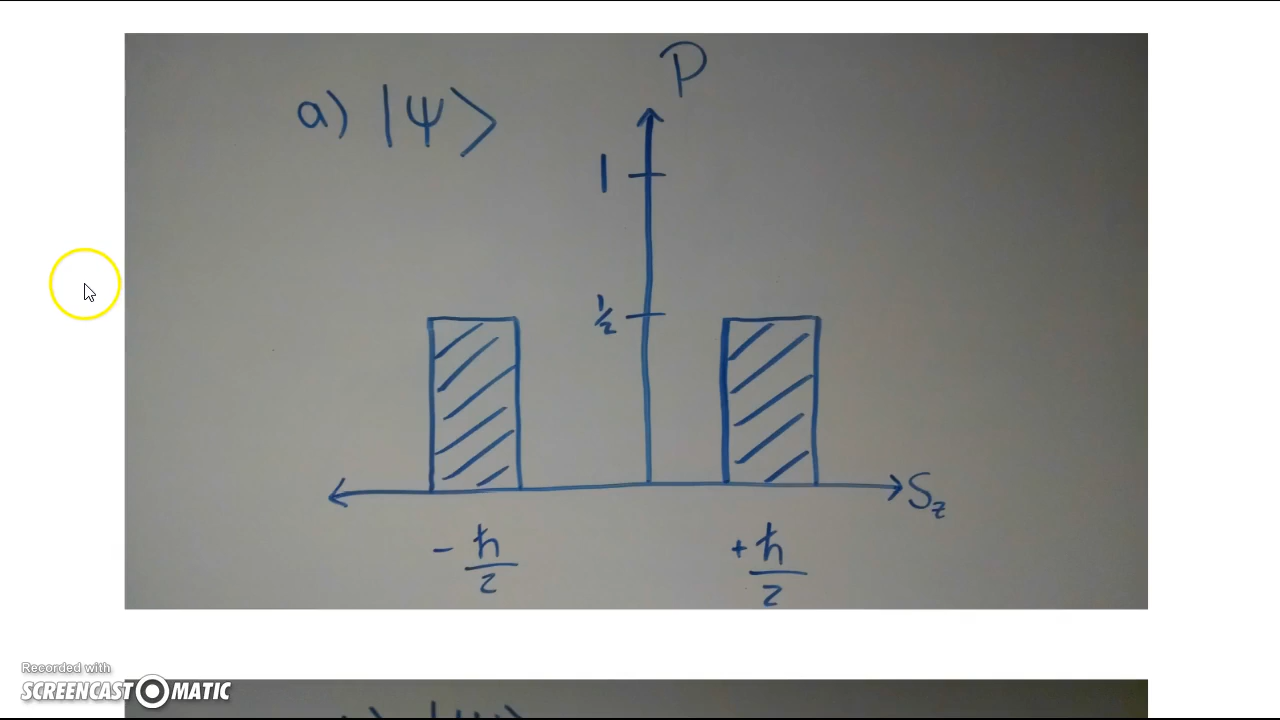 a) |Ψ⟩
P
1
½
S_z
- ħ/2
+ ħ/2
Recorded with
SCREENCAST-O-MATIC